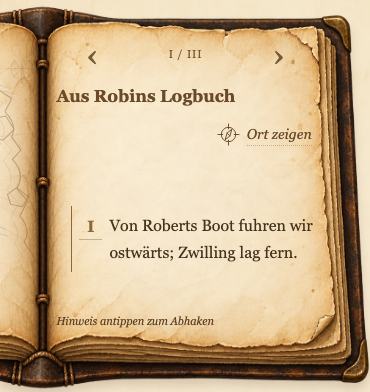 I / III
Aus Robins Logbuch
Ort zeigen
I Von Roberts Boot fuhren wir
ostwärts; Zwilling lag fern.
Hinweis antippen zum Abhaken